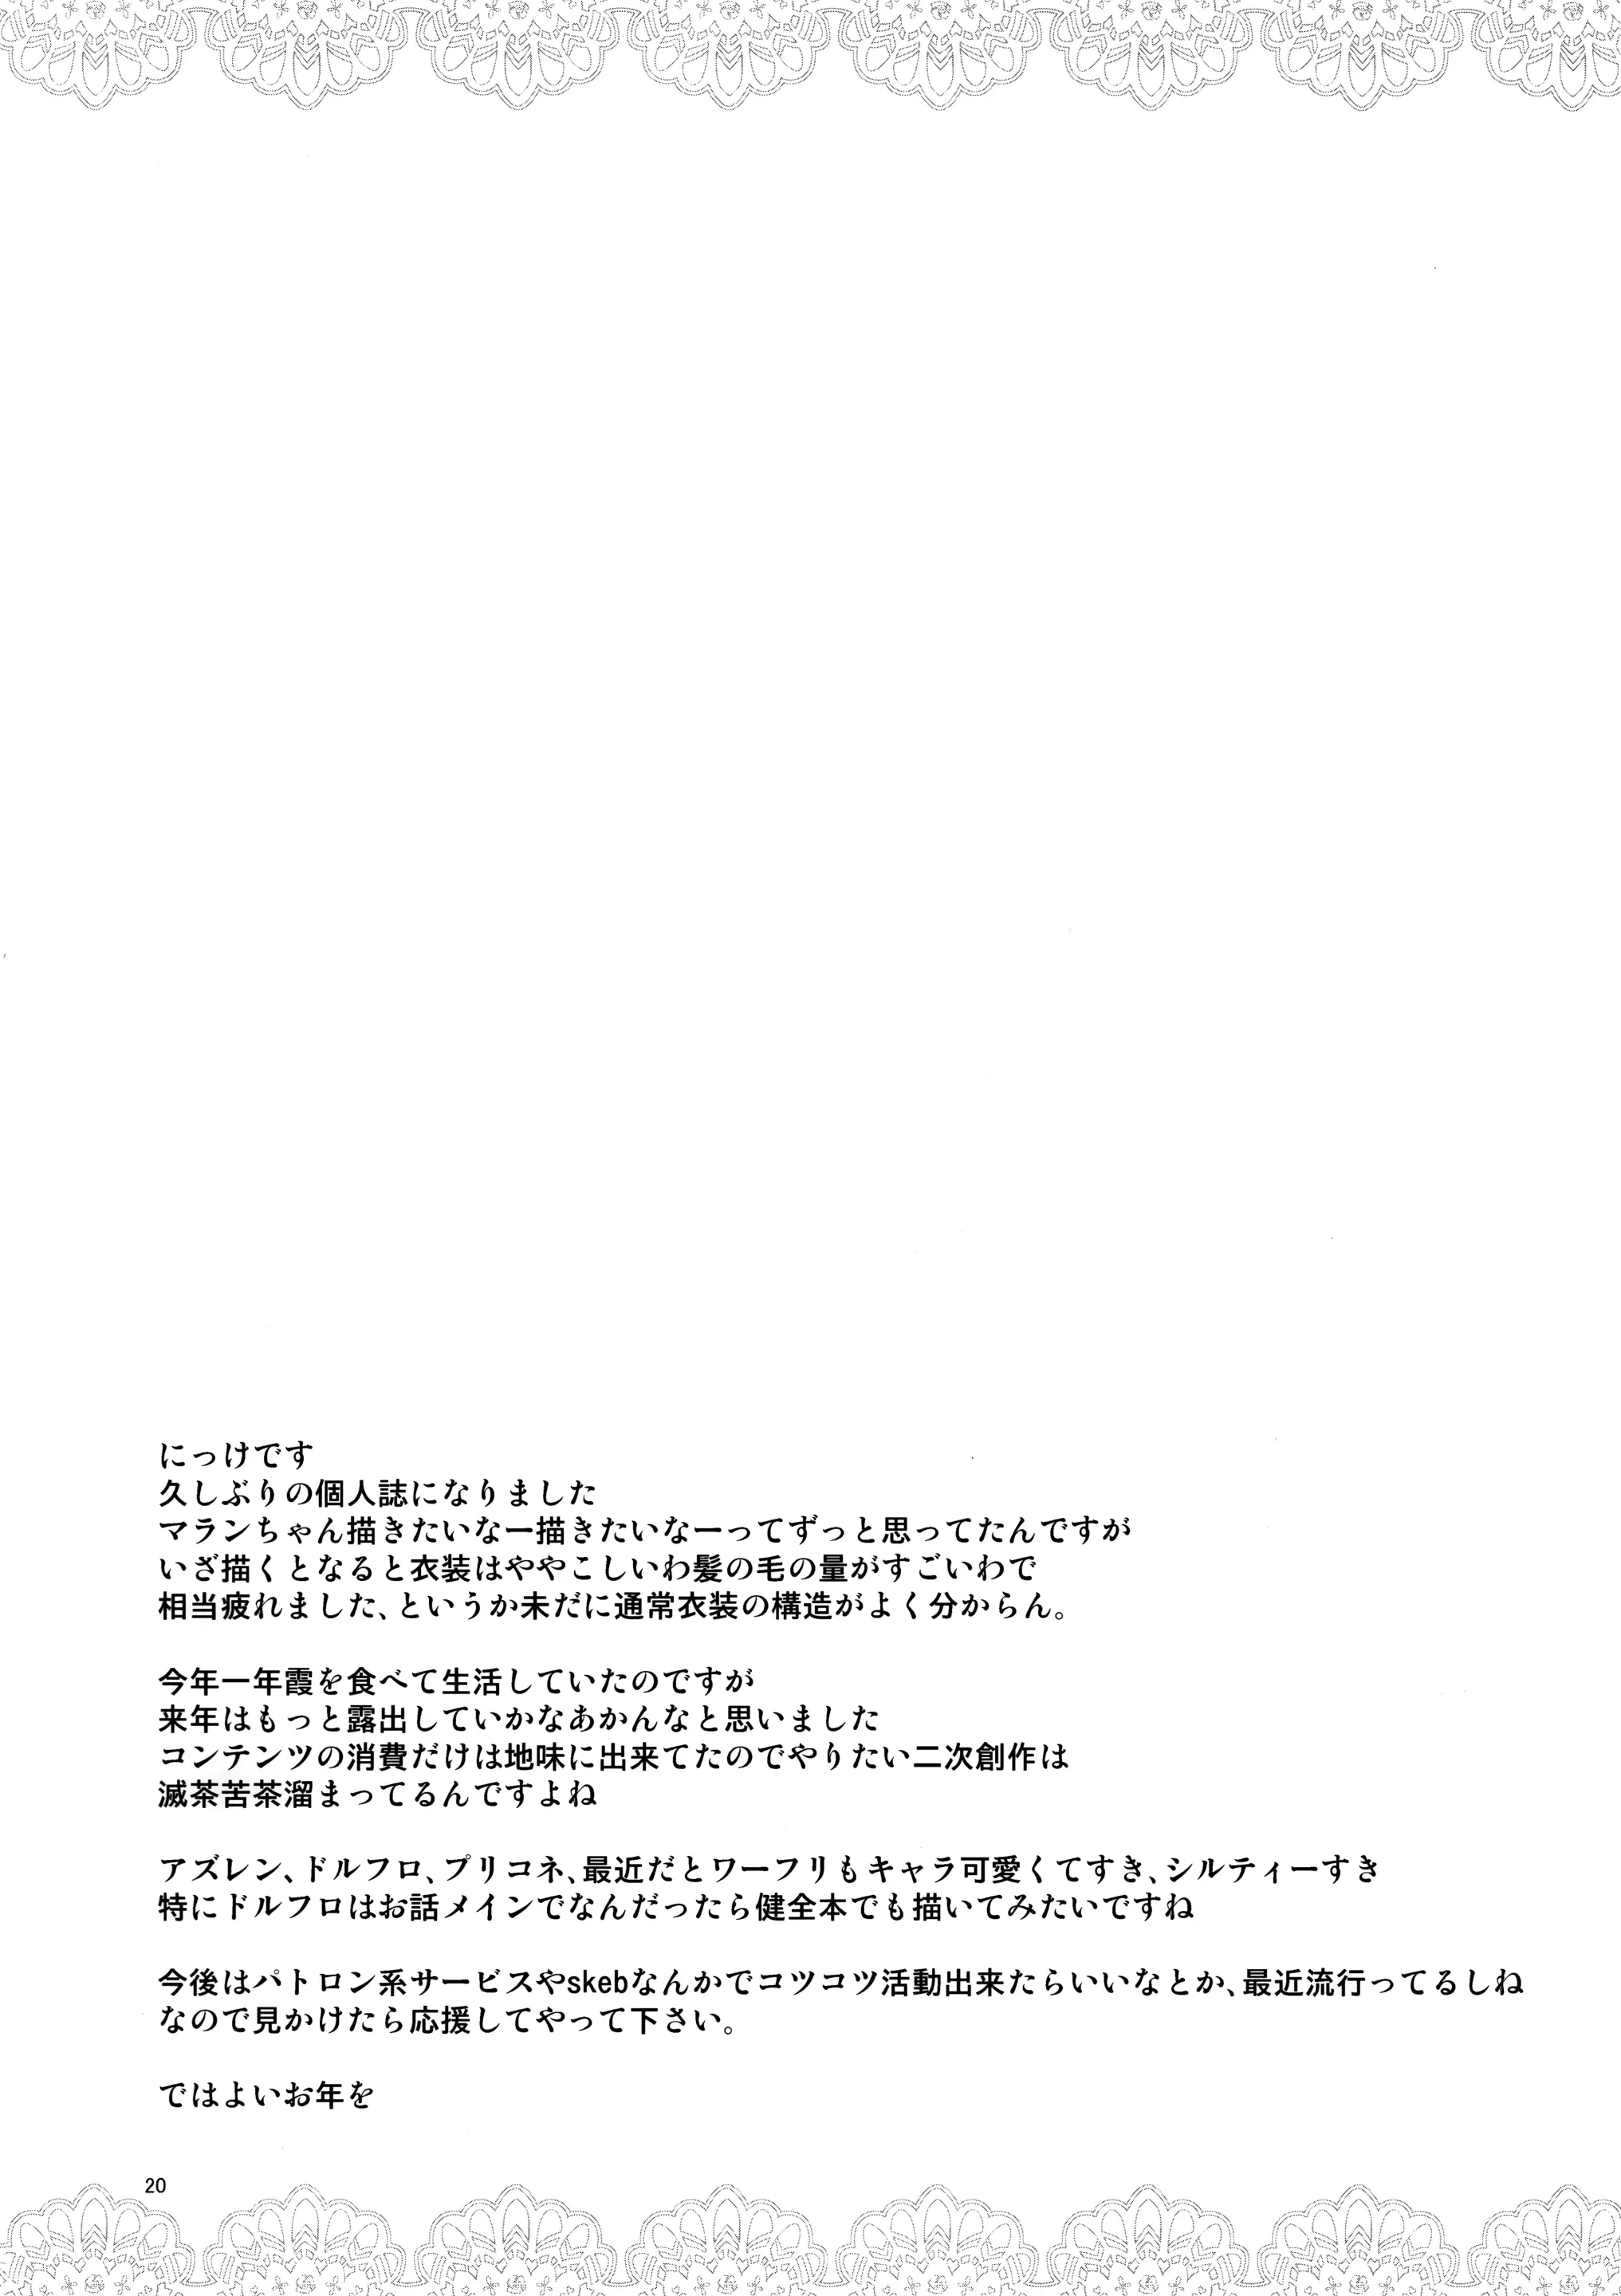 にっけです
久しぶりの個人誌になりました
マランちゃん描きたいなー描きたいなーってずっと思ってたんですが
いざ描くとなると衣装はややこしいわ髪の毛の量がすごいわで
相当疲れました、というか未だに通常衣装の構造がよく分からん。
今年一年霞を食べて生活していたのですが
来年はもっと露出していかなあかんなと思いました
コンテンツの消費だけは地味に出来てたのでやりたい二次創作は
滅茶苦茶溜まってるんですよね
アズレン、ドルフロ、プリコネ、最近だとワーフリもキャラ可愛くてすき、シルティーすき
特にドルフロはお話メインでなんだったら健全本でも描いてみたいですね
今後はパトロン系サービスやskebなんかでコツコツ活動出来たらいいなとか、最近流行ってるしね
なので見かけたら応援してやって下さい。
ではよいお年を
20